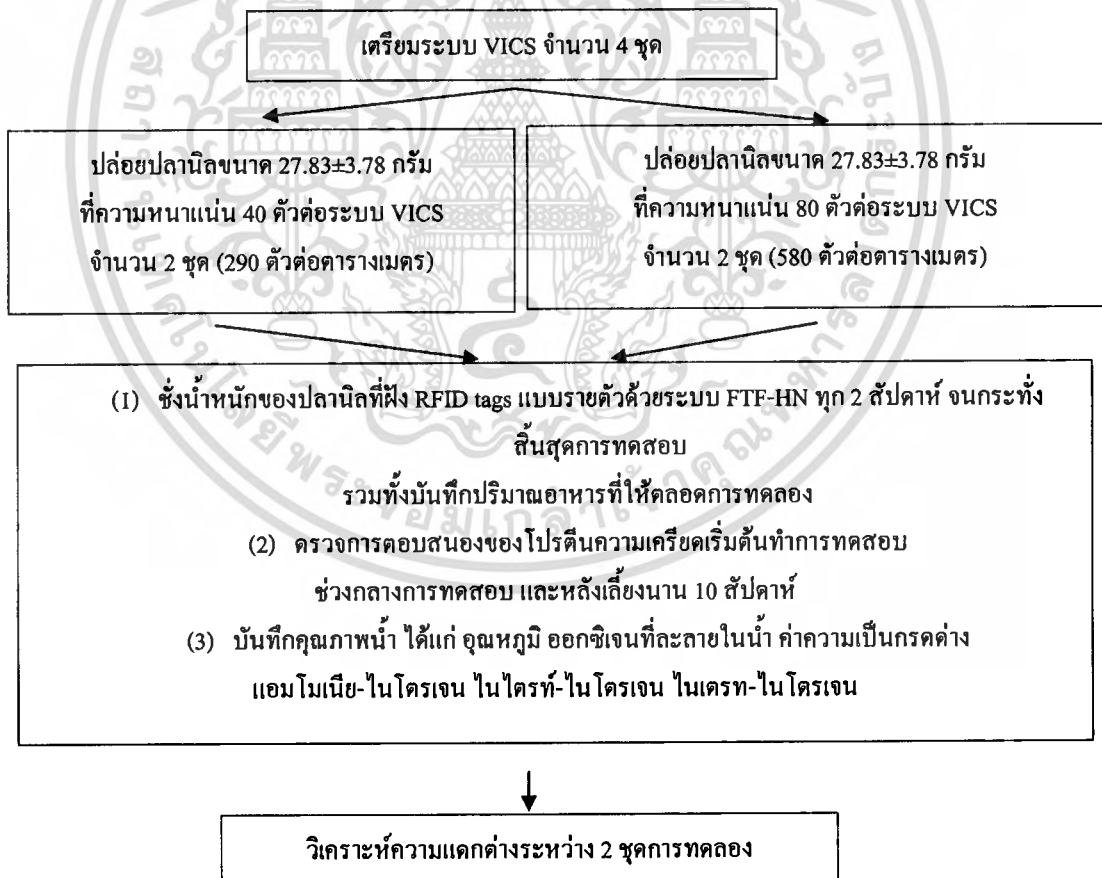 เตรียมระบบ VICS จำนวน 4 ชุด
ปล่อยปลานิลขนาด 27.83±3.78 กรัม
ที่ความหนาแน่น 40 ตัวต่อระบบ VICS
จำนวน 2 ชุด (290 ตัวต่อตารางเมตร)
ปล่อยปลานิลขนาด 27.83±3.78 กรัม
ที่ความหนาแน่น 80 ตัวต่อระบบ VICS
จำนวน 2 ชุด (580 ตัวต่อตารางเมตร)
(1) ชั่งน้ำหนักของปลานิลที่ฝัง RFID tags แบบรายตัวด้วยระบบ FTF-HN ทุก 2 สัปดาห์ จนกระทั่ง
สิ้นสุดการทดสอบ
รวมทั้งบันทึกปริมาณอาหารที่ให้ตลอดการทดลอง
(2) ตรวจการตอบสนองของโปรตีนความเครียดเริ่มต้นทำการทดสอบ
ช่วงกลางการทดสอบ และหลังเลี้ยงนาน 10 สัปดาห์
(3) บันทึกคุณภาพน้ำ ได้แก่ อุณหภูมิ ออกซิเจนที่ละลายในน้ำ ค่าความเป็นกรดด่าง
แอมโมเนีย-ไนโตรเจน ไนไตรท์-ไนโตรเจน ไนเตรท-ไนโตรเจน
วิเคราะห์ความแตกต่างระหว่าง 2 ชุดการทดลอง